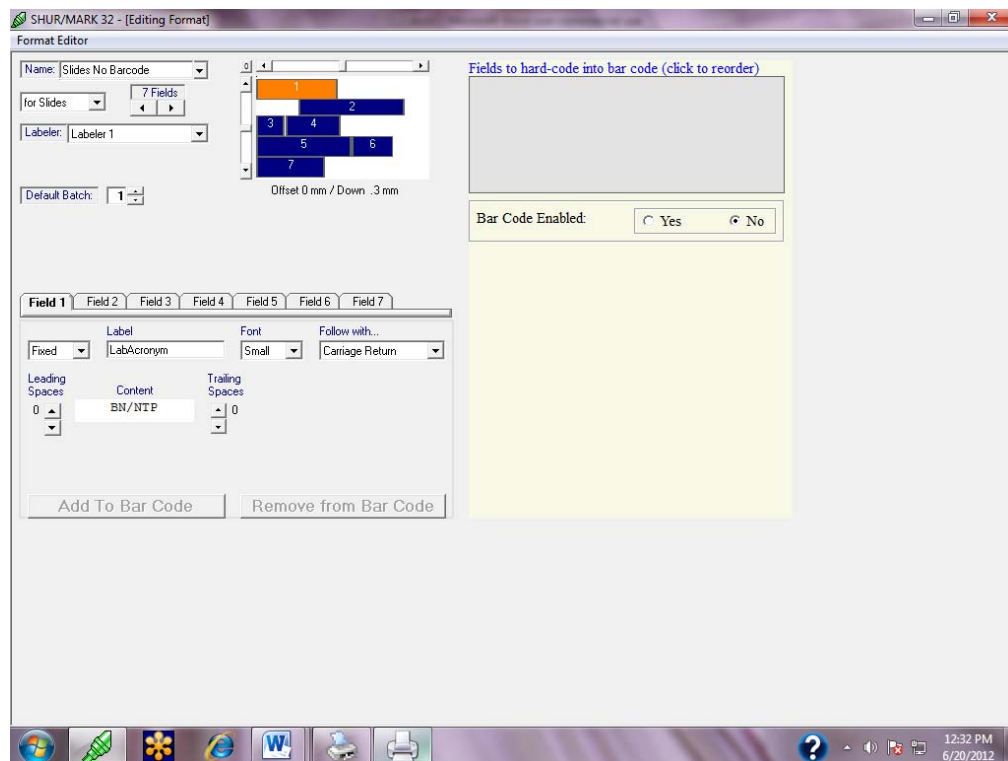 SHUR/MARK 32 - [Editing Format]
Format Editor
Name: Slides No Barcode
for Slides
7 Fields
Labeler: Labeler 1
Default Batch: 1
0
1
2
3 4
5 6
7
Offset 0 mm / Down .3 mm
Fields to hard-code into bar code (click to reorder)
Bar Code Enabled: Yes No
Field 1 Field 2 Field 3 Field 4 Field 5 Field 6 Field 7
Label Font Follow with...
Fixed LabAcronym Small Carriage Return
Leading Spaces
Content
Trailing Spaces
0 BN/NTP 0
Add To Bar Code Remove from Bar Code
W
?
12:32 PM
6/20/2012